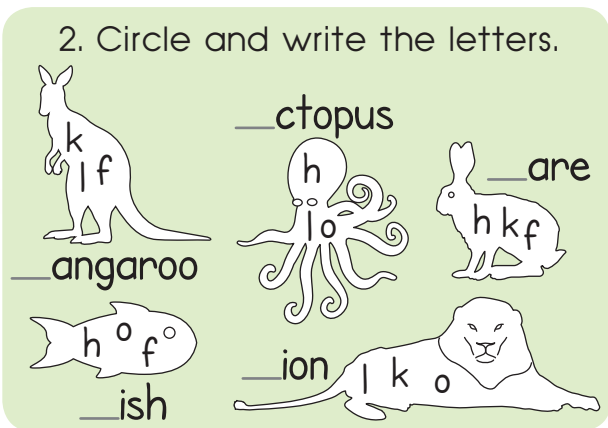 2. Circle and write the letters.
k
l f
__angaroo
__ctopus
h
l o
__are
h k f
h o f
__ish
__ion
l k o